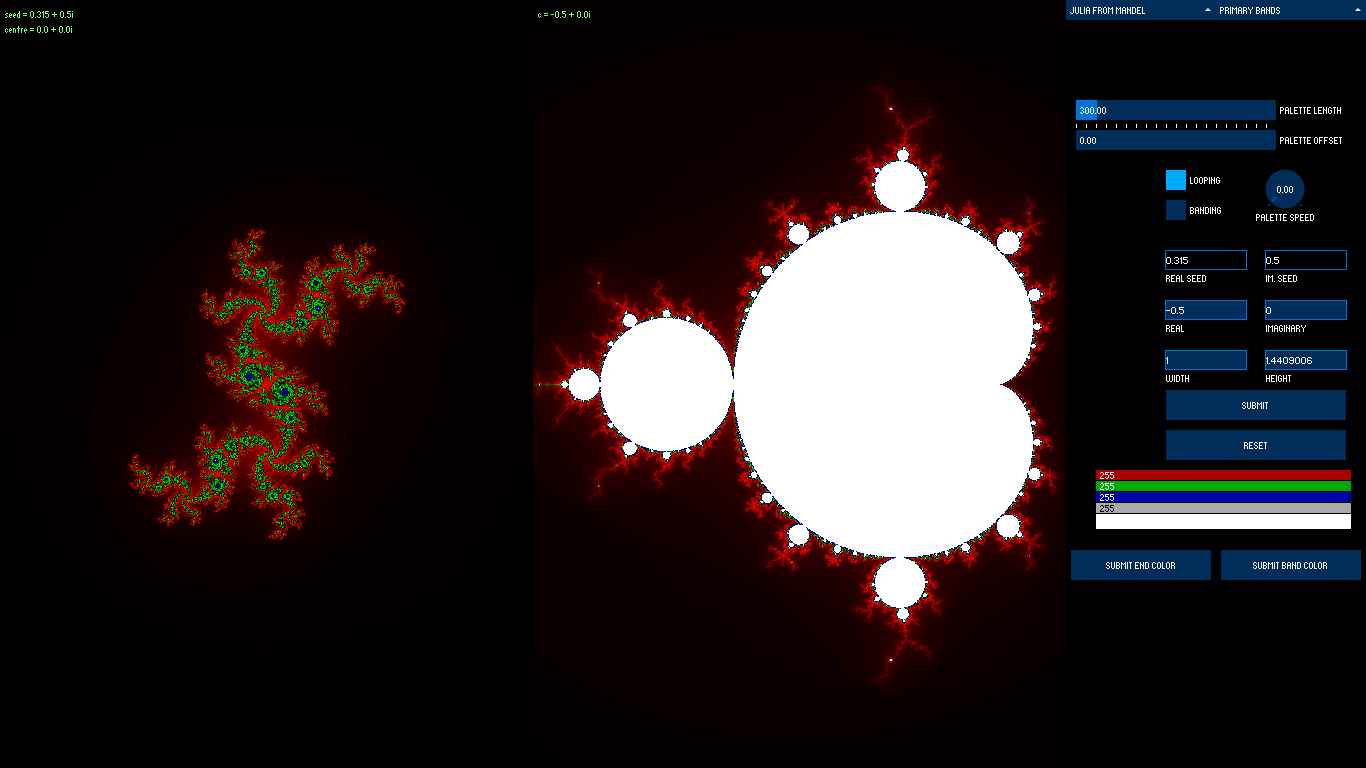 seed = 0.315 + 0.5i
centre = 0.0 + 0.0i
c = -0.5 + 0.0i
JULIA FROM MANDEL
PRIMARY BANDS
300.00 PALETTE LENGTH
0.00 PALETTE OFFSET
LOOPING
0.00
BANDING
PALETTE SPEED
0.315 0.5
REAL SEED IM. SEED
-0.5 0
REAL IMAGINARY
1 1.4409006
WIDTH HEIGHT
SUBMIT
RESET
255
255
255
255
SUBMIT END COLOR SUBMIT BAND COLOR